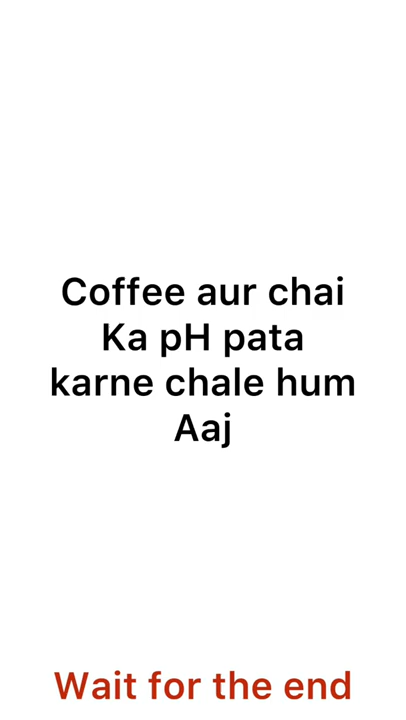 Coffee aur chai
Ka pH pata
karne chale hum
Aaj
Wait for the end